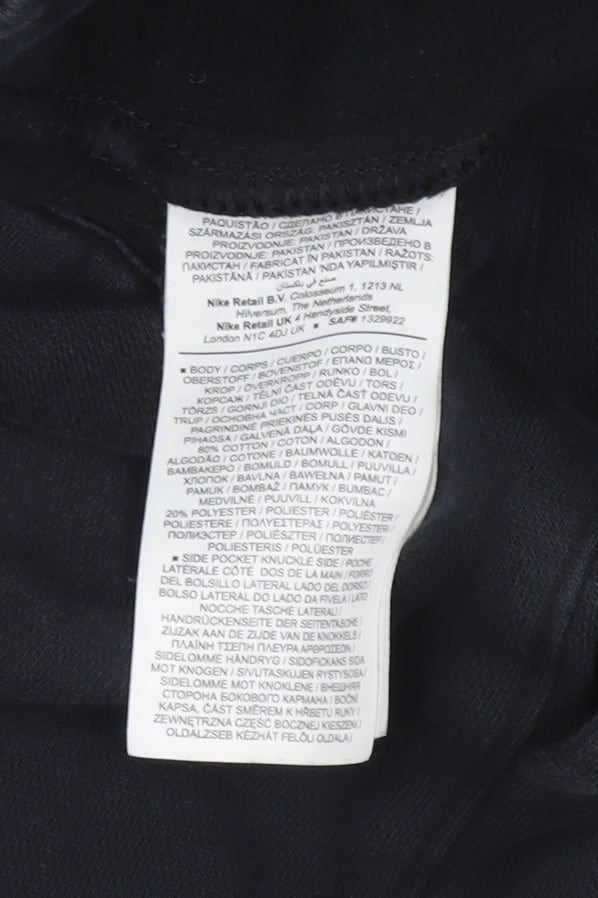 PAQUISTÃO / СДЕЛАНО В ПАКИСТАНЕ /
SZÁRMAZÁSI ORSZÁG: PAKISZTÁN / ZEMLJA
PROIZVODNJE: PAKISTAN / DRŽAVA
PROIZVODNJE: PAKISTAN / ПРОИЗВЕДЕНО В
ПАКИСТАН / FABRICAT ÎN PAKISTAN / RAŽOTS:
PAKISTĀNĀ / PAKISTAN 'NDA YAPILMIŞTIR /
صنع في باكستان
Nike Retail B.V. Colosseum 1, 1213 NL
Hilversum, The Netherlands
Nike Retail UK 4 Handyside Street,
London N1C 4DJ UK ▪ SAF# 1329922
▪ BODY / CORPS / CUERPO / CORPO / BUSTO /
OBERSTOFF / BOVENSTOF / ΕΠΑΝΩ ΜΕΡΟΣ /
KROP / ÖVERKROPP / RUNKO / BOL /
КОРСАЖ / TĚLNÍ ČÁST ODĚVU / TORS /
TÖRZS / GORNJI DIO / TELNÁ ČASŤ ODEVU /
TRUP / ОСНОВНА ЧАСТ / CORP / GLAVNI DEO /
PAGRINDINĖ PRIEKINĖS PUSĖS DALIS /
PIHAOSA / GALVENĀ DAĻA / GÖVDE KISMI
80% COTTON / COTON / ALGODON /
ALGODÃO / COTONE / BAUMWOLLE / KATOEN /
ΒΑΜΒΑΚΕΡΟ / BOMULD / BOMULL / PUUVILLA /
ХЛОПОК / BAVLNA / BAWEŁNA / PAMUT /
PAMUK / BOMBAŽ / ПАМУК / BUMBAC /
MEDVILNĖ / PUUVILL / KOKVILNA
20% POLYESTER / POLIESTER / POLIÉSTER /
POLIESTERE / ΠΟΛΥΕΣΤΕΡΑΣ / POLYESTERI /
ПОЛИЭСТЕР / POLIÉSZTER / ПОЛИЕСТЕР /
POLIESTERIS / POLÜESTER
▪ SIDE POCKET KNUCKLE SIDE / POCHE
LATÉRALE CÔTÉ DOS DE LA MAIN / FORRO
DEL BOLSILLO LATERAL LADO DEL DORSO /
BOLSO LATERAL DO LADO DA FIVELA / LATO
NOCCHE TASCHE LATERALI /
HANDRÜCKENSEITE DER SEITENTASCHE /
ZIJZAK AAN DE ZIJDE VAN DE KNOKKELS /
ΠΛΑΪΝΗ ΤΣΕΠΗ ΠΛΕΥΡΑ ΑΡΘΡΩΣΕΩΝ /
SIDELOMME HÅNDRYG / SIDOFICKANS SIDA
MOT KNOGEN / SIVUTASKUJEN RYSTYSOSA /
SIDELOMME MOT KNOKLENE / ВНЕШНЯЯ
СТОРОНА БОКОВОГО КАРМАНА / BOČNÍ
KAPSA, ČÁST SMĚREM K HŘBETU RUKY /
ZEWNĘTRZNA CZĘŚĆ BOCZNEJ KIESZENI /
OLDALZSEB KÉZHÁT FELŐLI OLDALA /